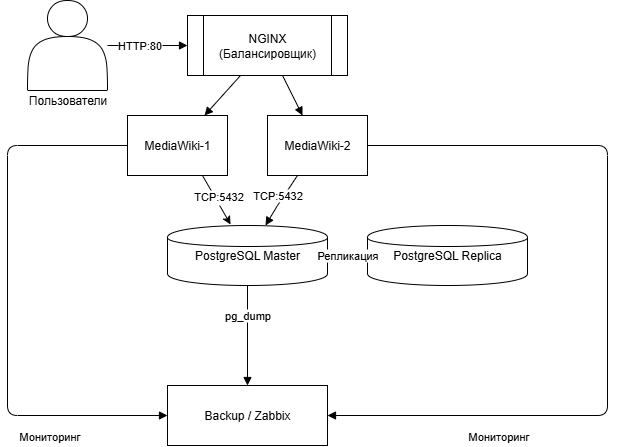 NGINX
(Балансировщик)
HTTP:80
Пользователи
MediaWiki-1
MediaWiki-2
TCP:5432
TCP:5432
PostgreSQL Master
Репликация
PostgreSQL Replica
pg_dump
Backup / Zabbix
Мониторинг
Мониторинг